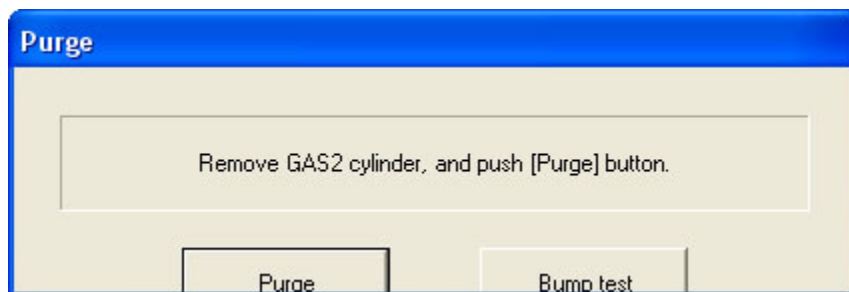 Purge
Remove GAS2 cylinder, and push [Purge] button.
Purge
Bump test